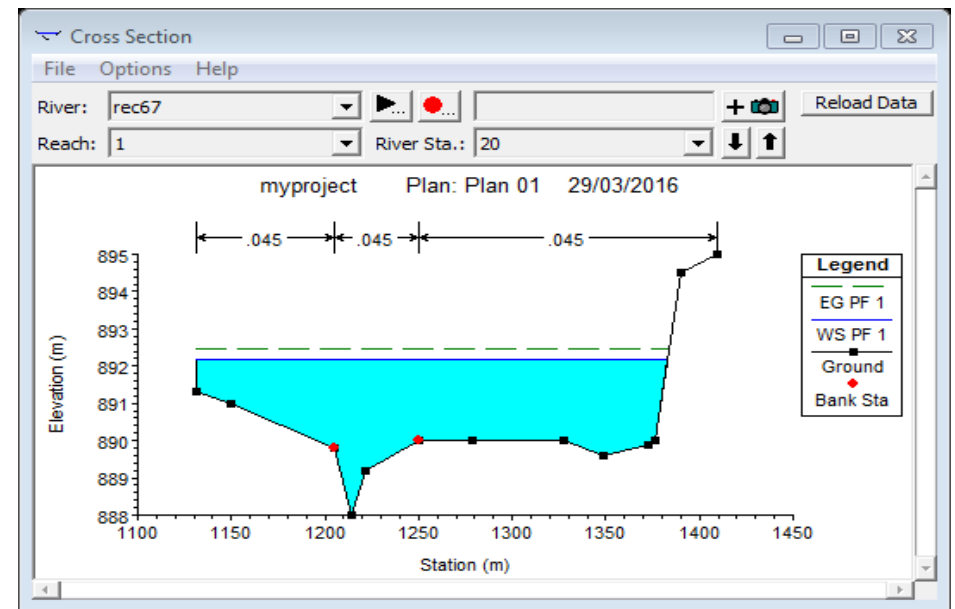 Cross Section
File Options Help
River: rec67 ... ... + Reload Data
Reach: 1 River Sta.: 20
myproject Plan: Plan 01 29/03/2016
.045 .045 .045
895
894
893
892
891
890
889
888
Elevation (m)
1100 1150 1200 1250 1300 1350 1400 1450
Station (m)
Legend
EG PF 1
WS PF 1
Ground
Bank Sta